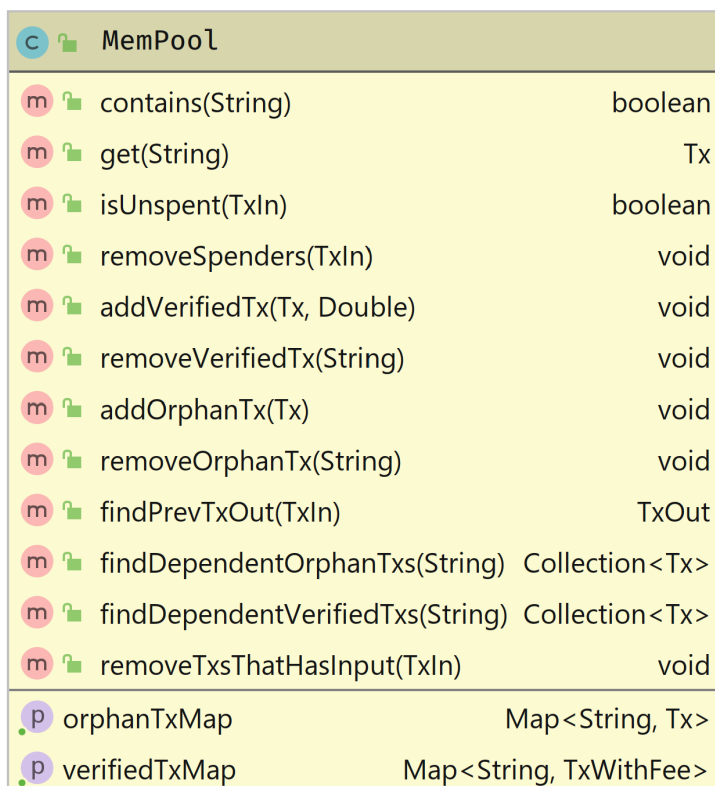 c MemPool
m contains(String) boolean
m get(String) Tx
m isUnspent(TxIn) boolean
m removeSpenders(TxIn) void
m addVerifiedTx(Tx, Double) void
m removeVerifiedTx(String) void
m addOrphanTx(Tx) void
m removeOrphanTx(String) void
m findPrevTxOut(TxIn) TxOut
m findDependentOrphanTxs(String) Collection<Tx>
m findDependentVerifiedTxs(String) Collection<Tx>
m removeTxsThatHasInput(TxIn) void
p orphanTxMap Map<String, Tx>
p verifiedTxMap Map<String, TxWithFee>